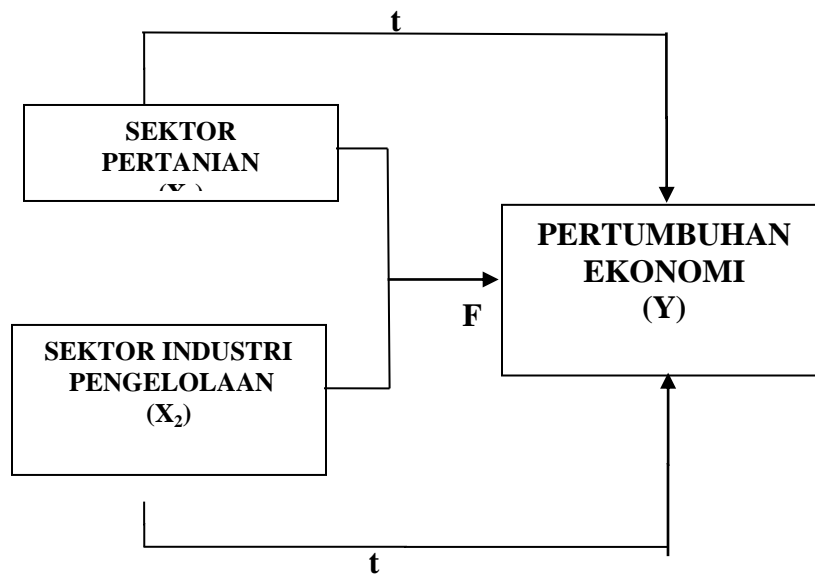 t
SEKTOR
PERTANIAN
PERTUMBUHAN
EKONOMI
(Y)
F
SEKTOR INDUSTRI
PENGELOLAAN
(X₂)
t